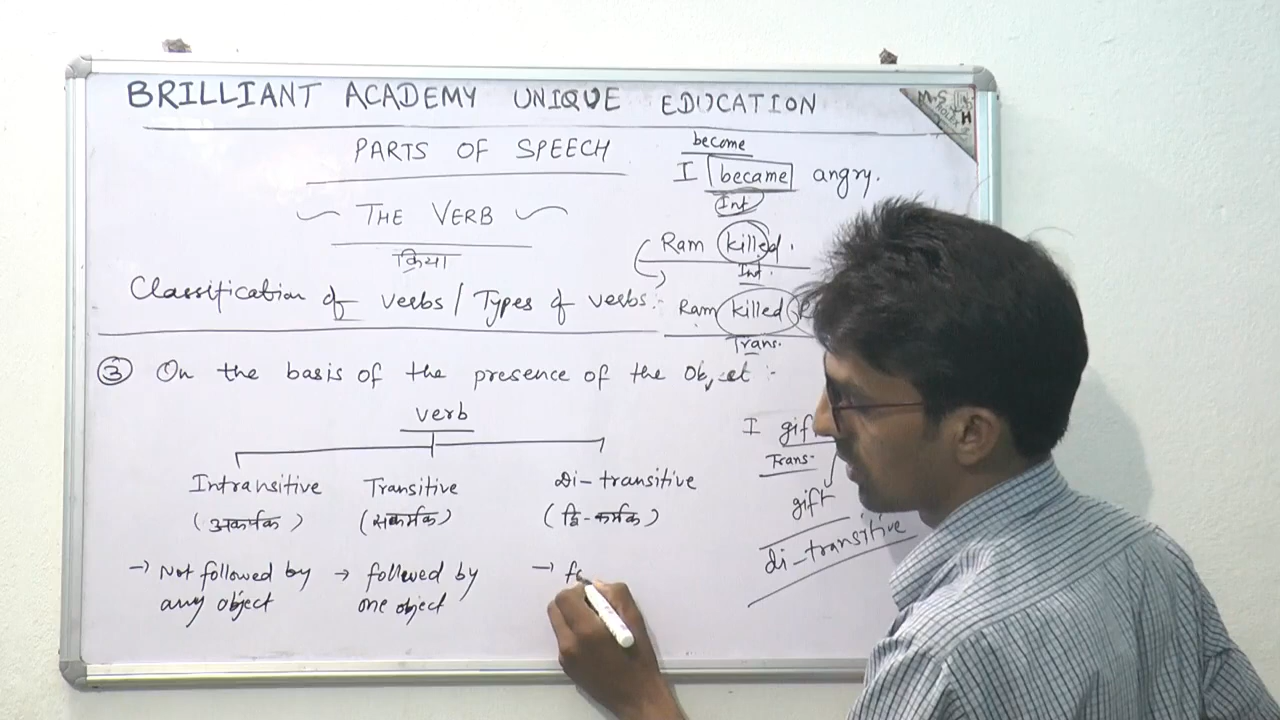 BRILLIANT ACADEMY UNIQUE EDUCATION
M.S
PARTS OF SPEECH
become
I became angry.
Int
THE VERB
क्रिया
Ram killed.
Int.
Classification of verbs / Types of verbs:-
Ram killed
Trans.
③ On the basis of the presence of the Object :-
verb
Intransitive Transitive Di-transitive
(अकर्मक) (सकर्मक) (द्वि-कर्मक)
→ Not followed by
any object
→ followed by
one object
→ fo
I gif
Trans-
gift
di-transitive